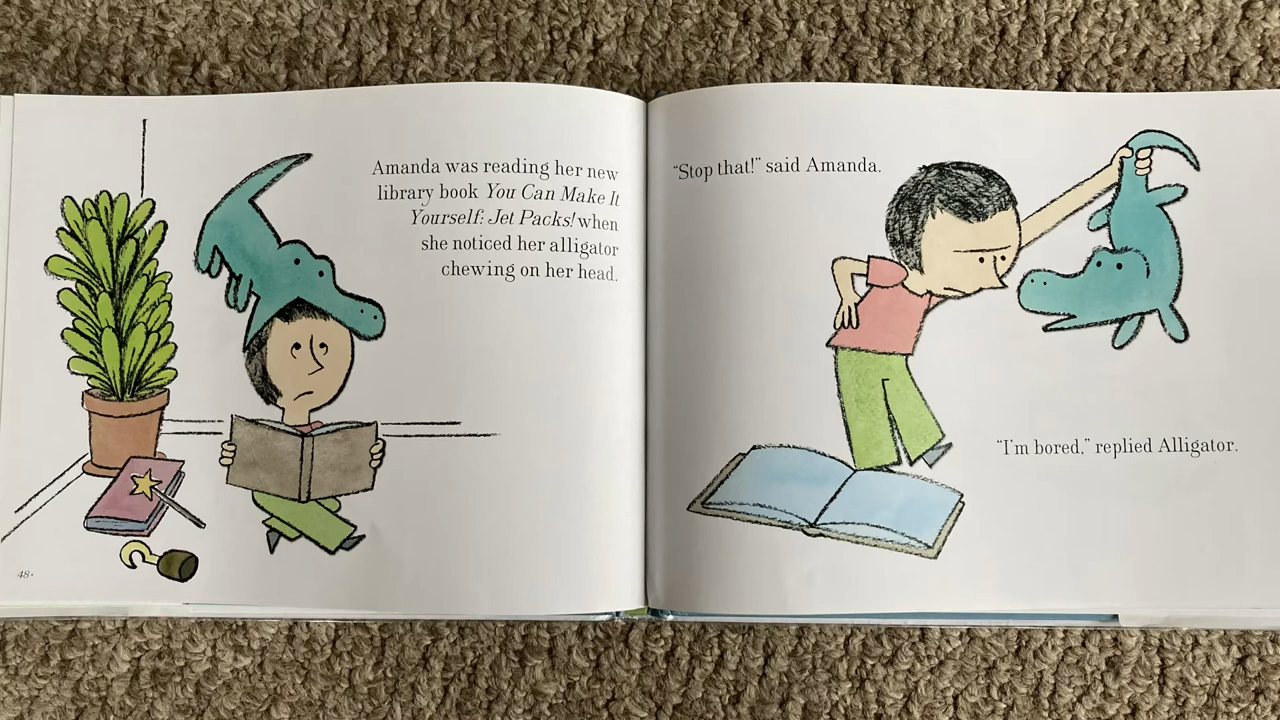 Amanda was reading her new
library book You Can Make It
Yourself: Jet Packs! when
she noticed her alligator
chewing on her head.
48·
“Stop that!” said Amanda.
“I'm bored,” replied Alligator.